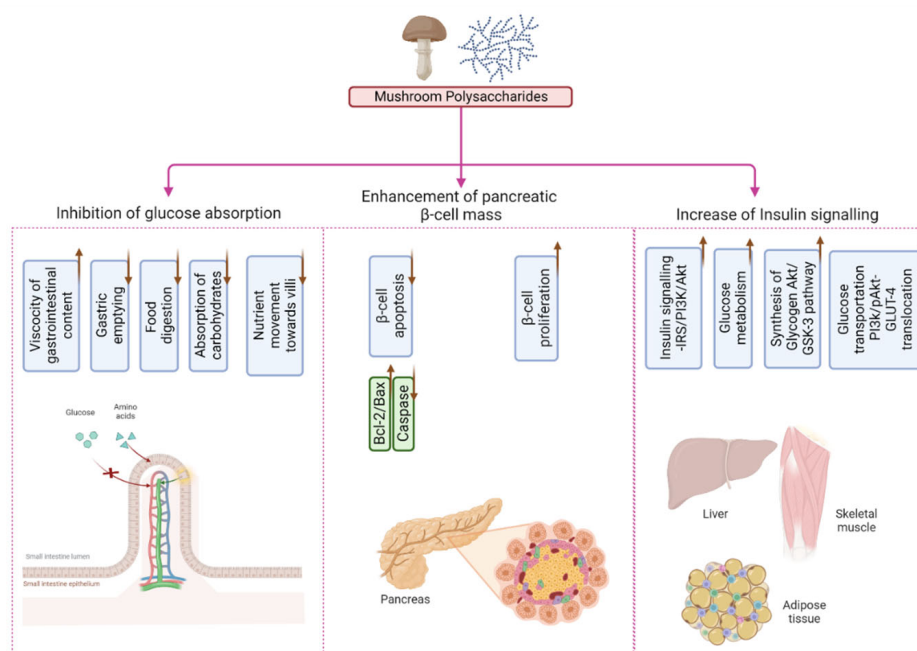 Mushroom Polysaccharides
Inhibition of glucose absorption
Enhancement of pancreatic
β-cell mass
Increase of Insulin signalling
Viscocity of
gastrointestinal
content
Gastric
emptying
Food
digestion
Absorption of
carbohydrates
Nutrient
movement
towards villi
β-cell
apoptosis
Bcl-2/Bax
Caspase
β-cell
proliferation
Insulin signalling
-IRS/PI3K/Akt
Glucose
metabolism
Synthesis of
Glycogen Akt/
GSK-3 pathway
Glucose
transportation
PI3k/pAkt-
GLUT-4
translocation
Glucose
Amino
acids
Small intestine lumen
Small intestine epithelium
Pancreas
Liver
Skeletal
muscle
Adipose
tissue